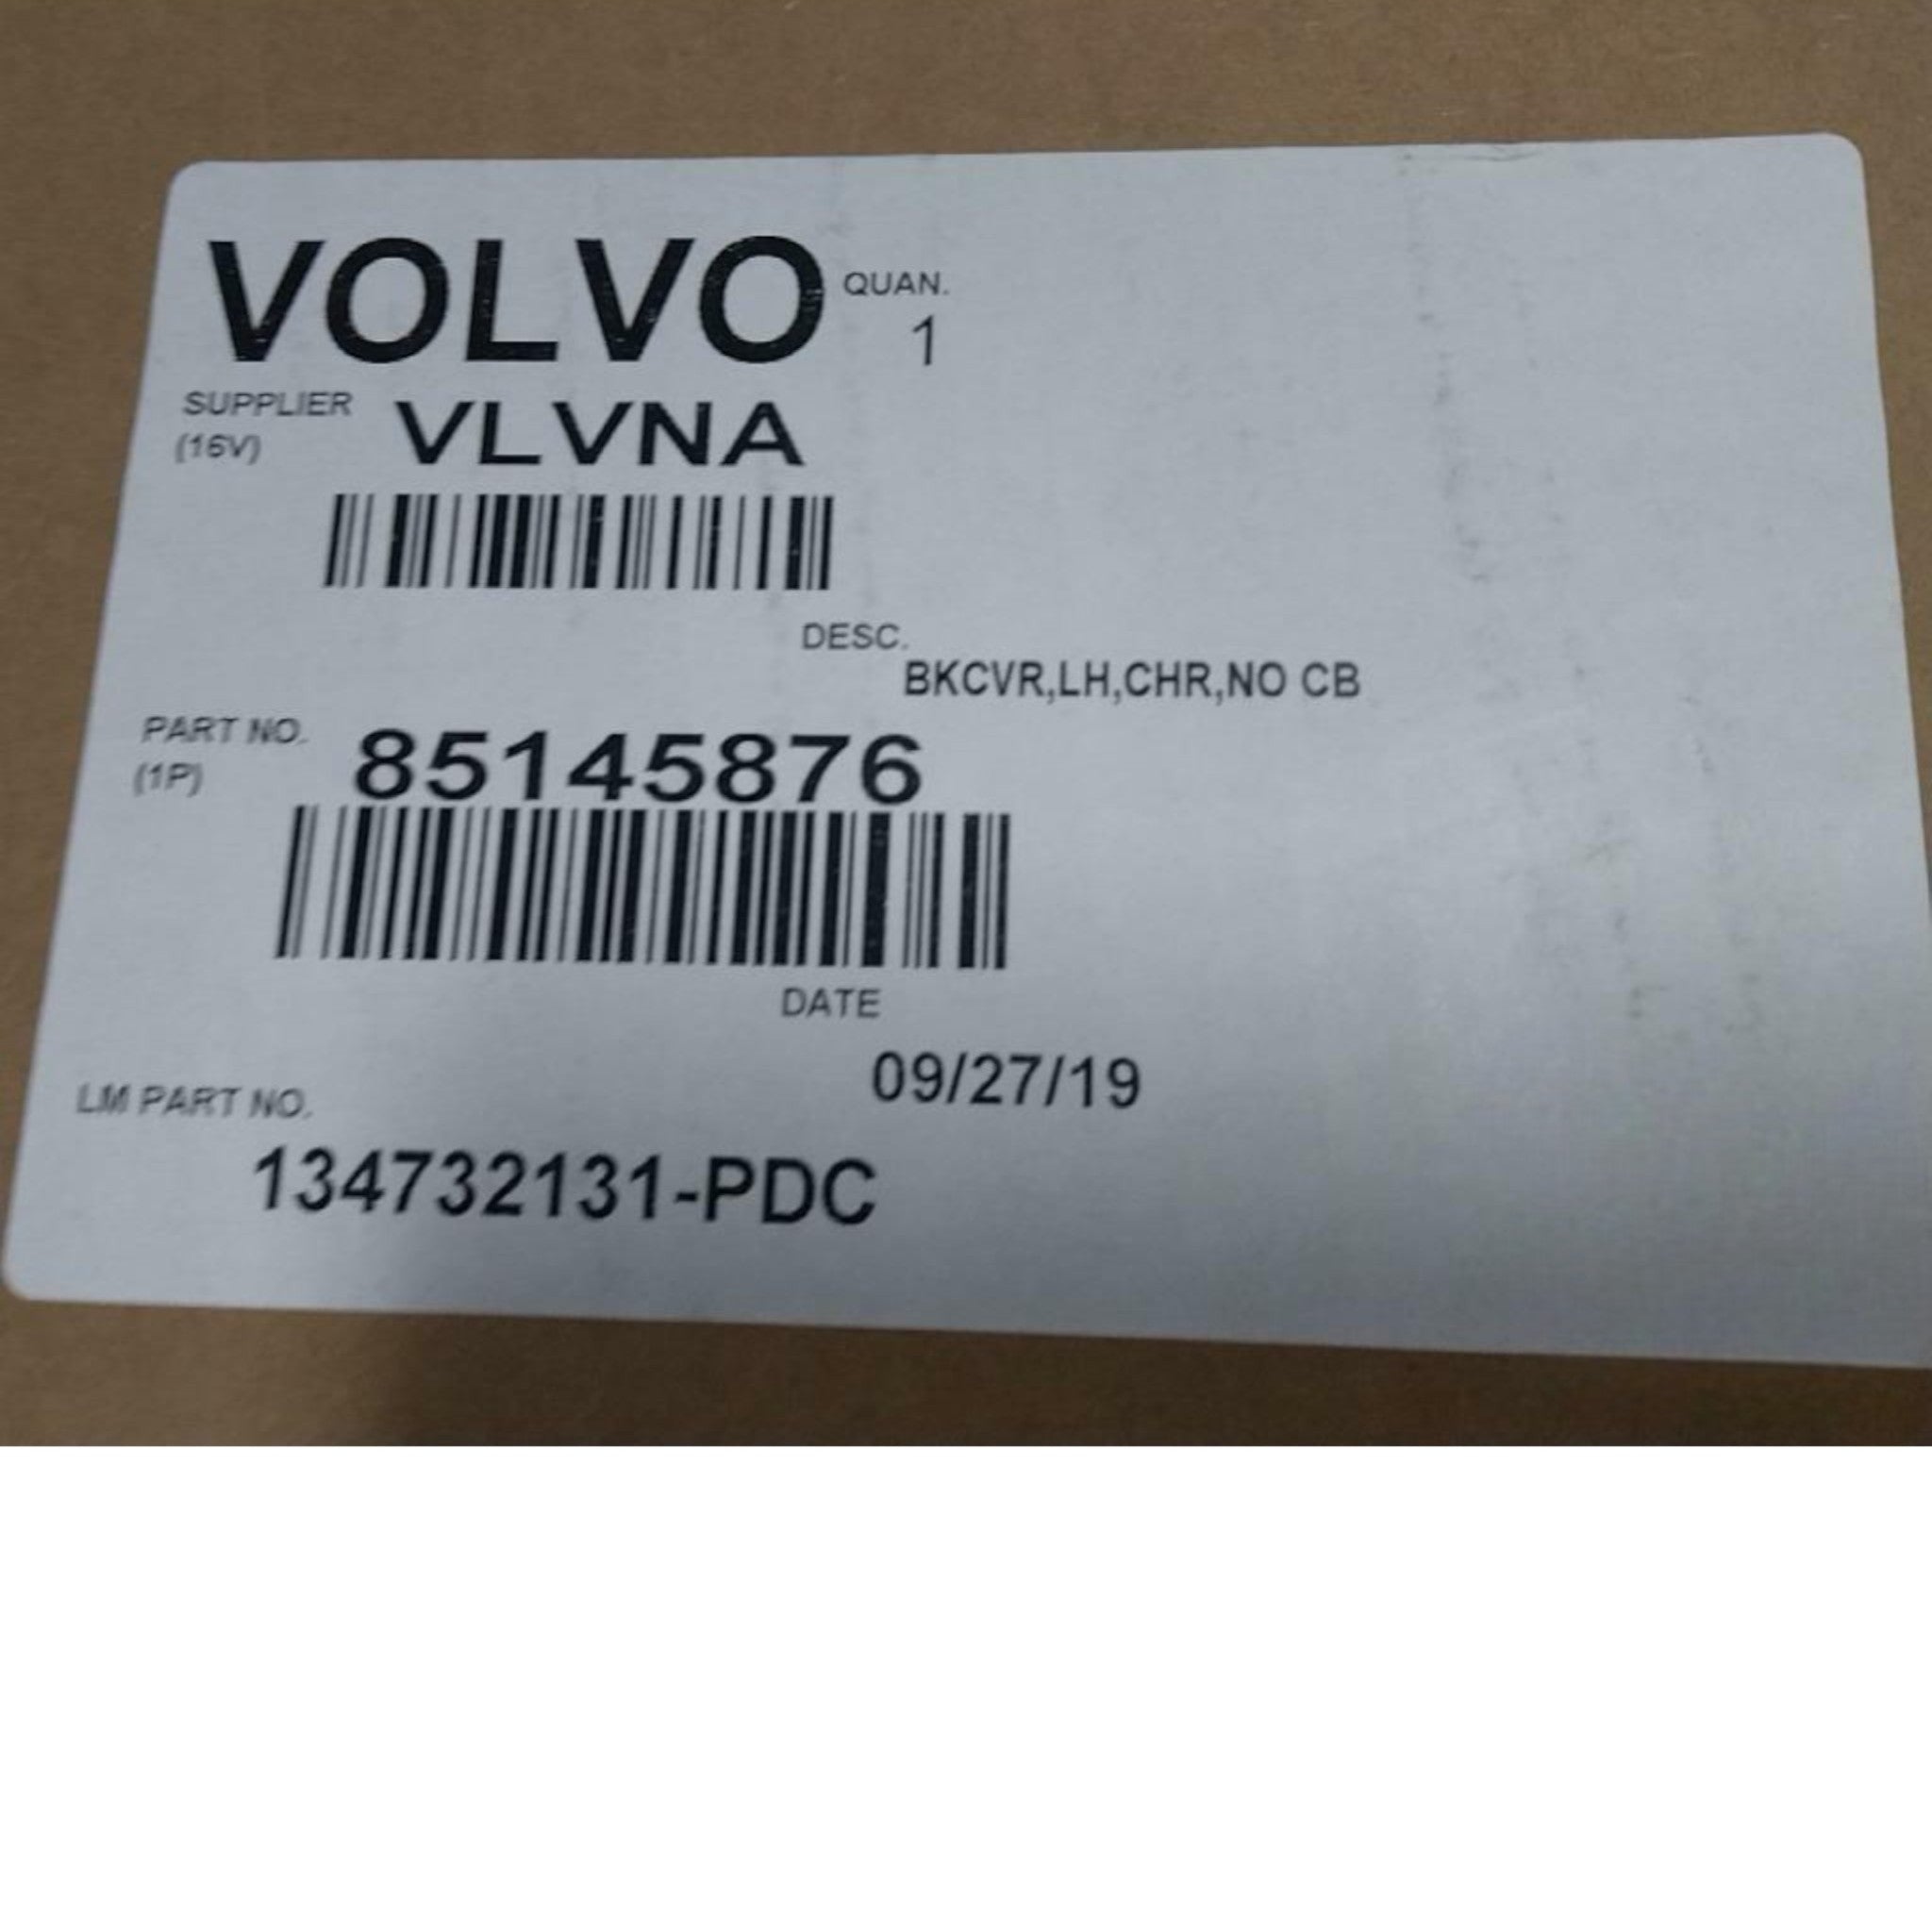 VOLVO QUAN.
1
SUPPLIER VLVNA
(16V)
DESC.
BKCVR,LH,CHR,NO CB
PART NO. 85145876
(1P)
DATE
09/27/19
LM PART NO.
134732131-PDC